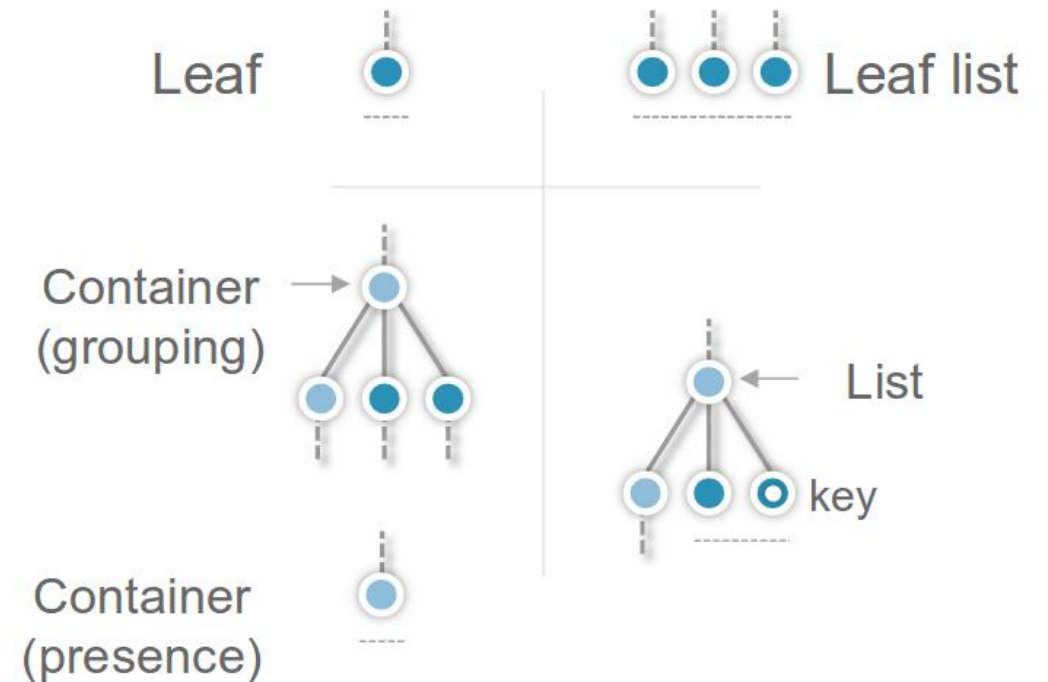 Leaf
Leaf list
Container
(grouping)
List
key
Container
(presence)